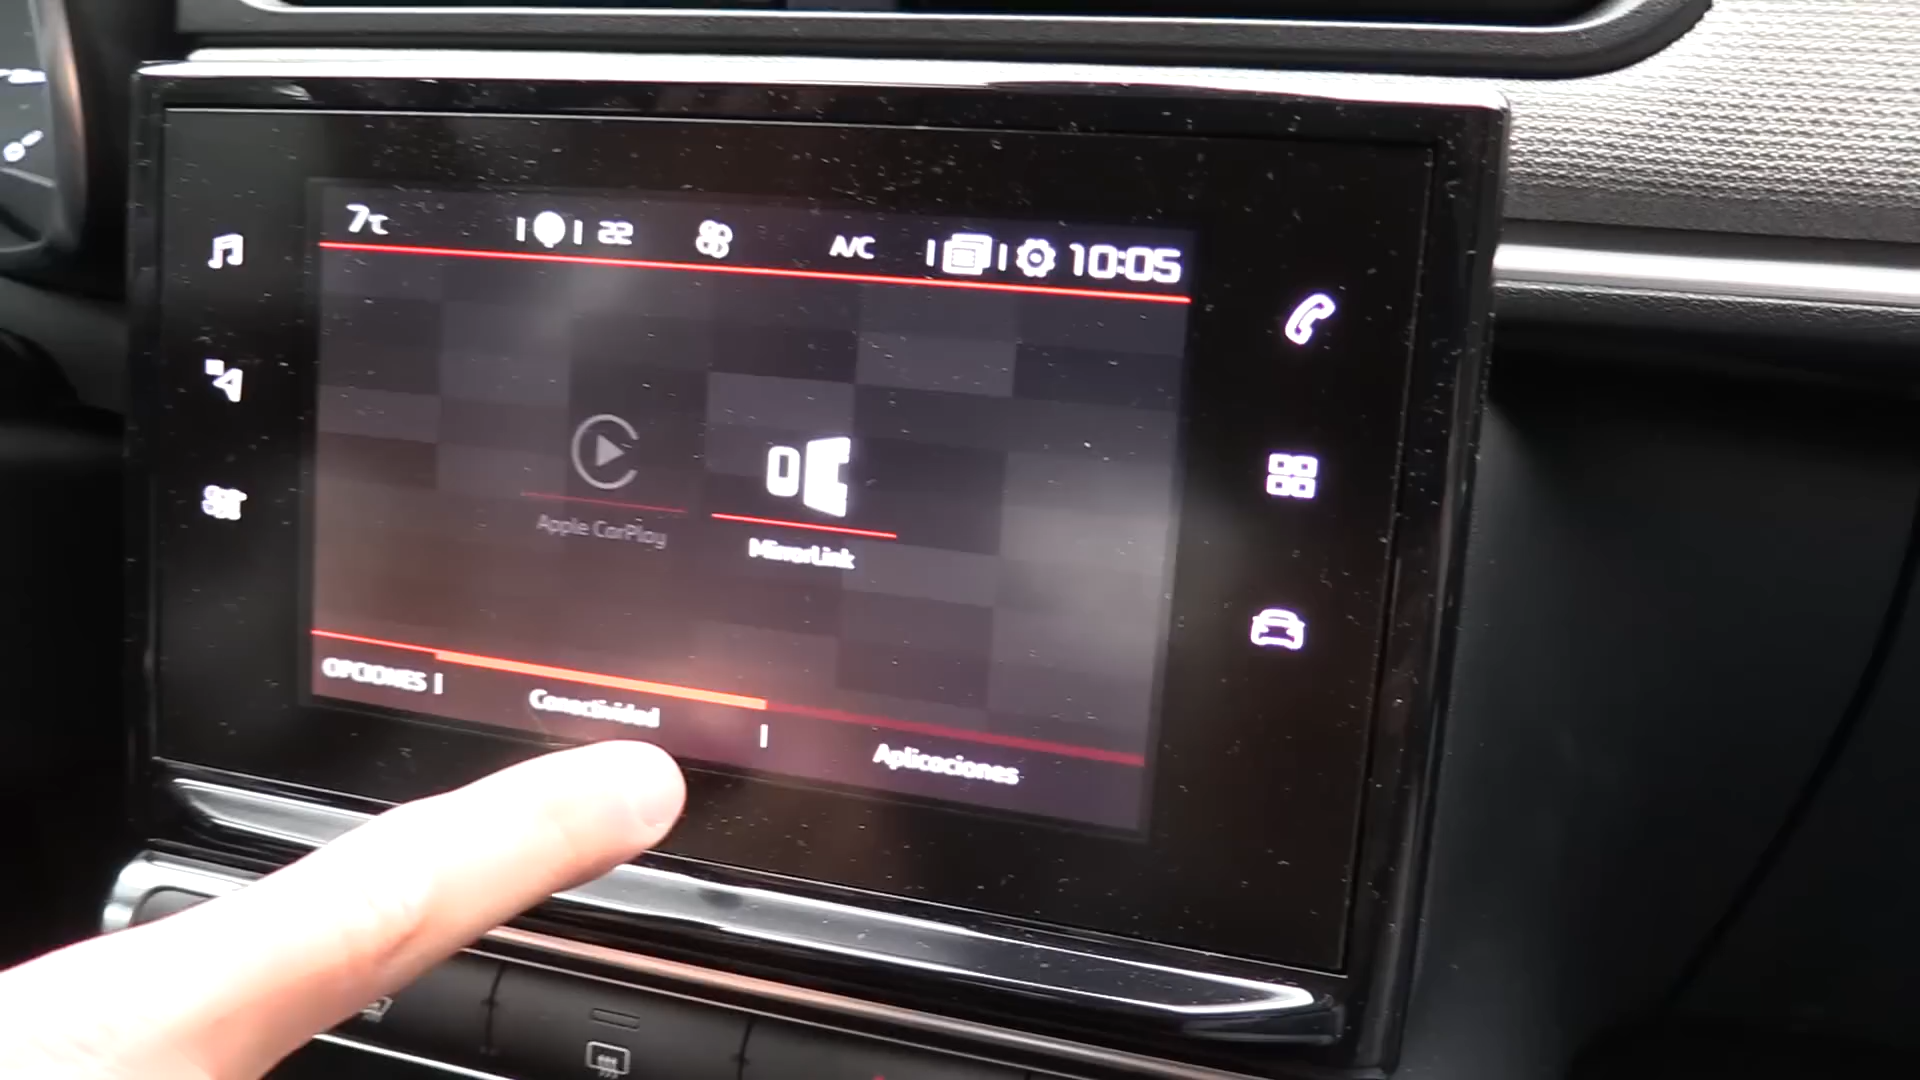 7°C
22
A/C
10:05
Apple CarPlay
MirrorLink
OPCIONES
Conectividad
Aplicaciones